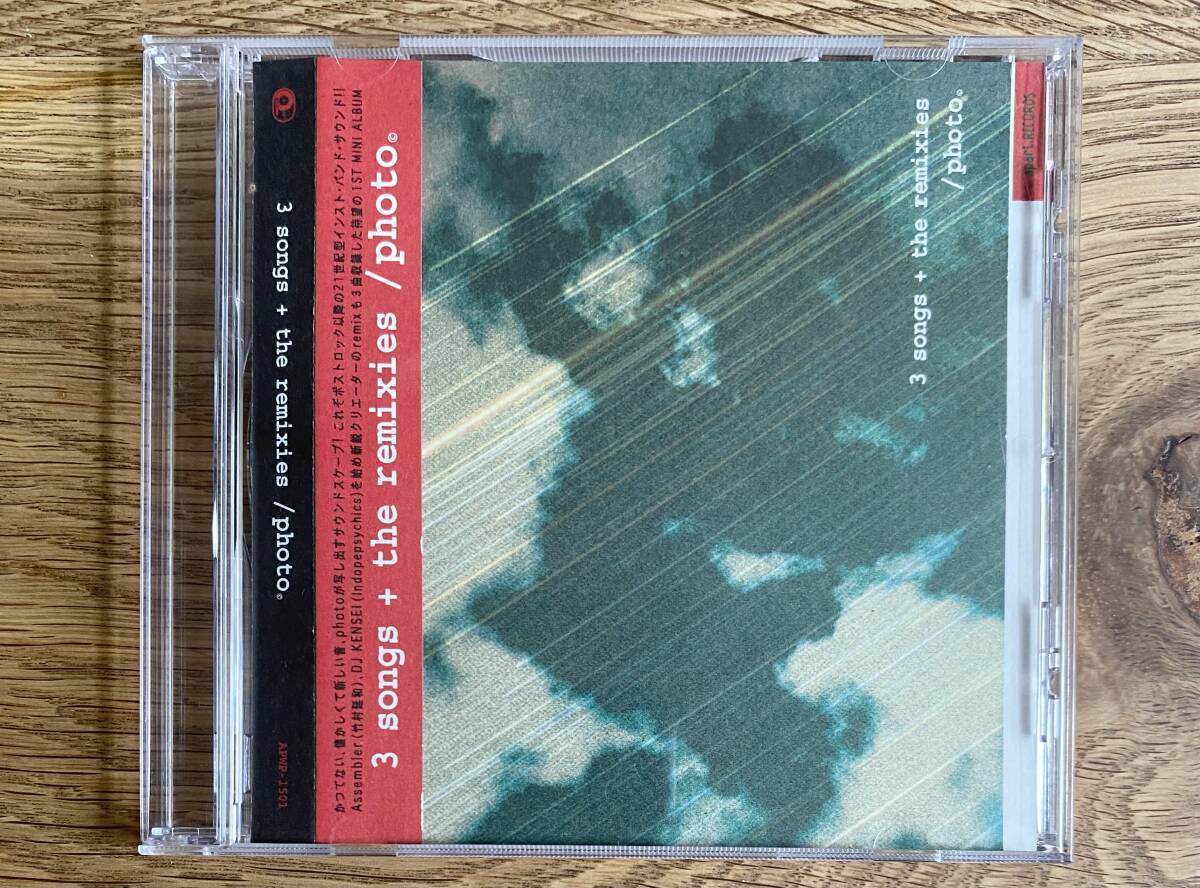 3 songs + the remixies /photo.©
APWP-1501
かつてない、懐かしくて新しい音、photoが写し出すサウンドスケープ! これぞポストロック以降の21世紀型インスト・バンド・サウンド!!
Assembler(竹村延和)、DJ KENSEI(Indopepsychics)を始め新鋭クリエーターのremixも3曲収録した待望の1ST MINI ALBUM
3 songs + the remixies /photo.©
3 songs + the remixies
/photo.
apart.RECORDS